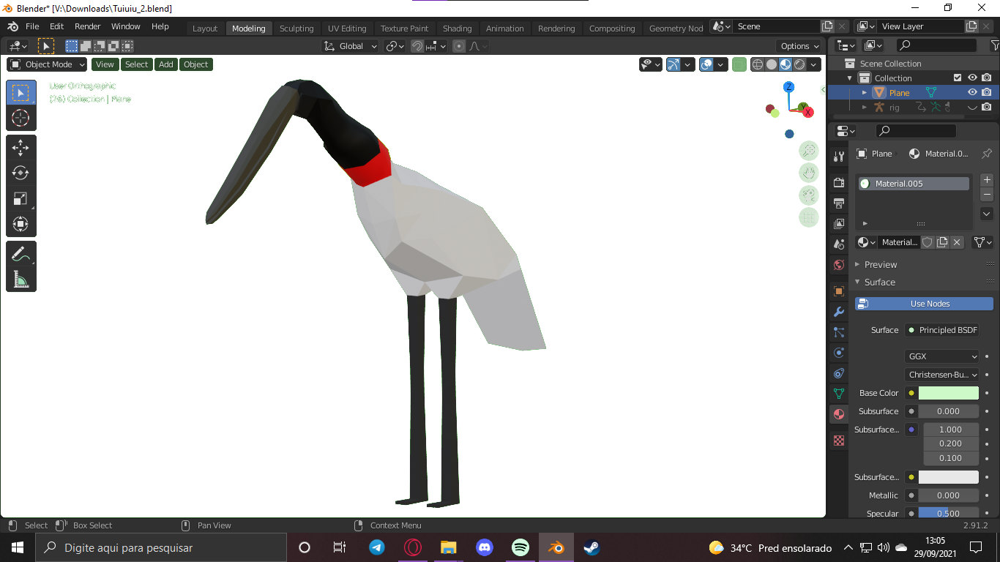 Blender* [V:\Downloads\Tuiuiu_2.blend]
File Edit Render Window Help Layout Modeling Sculpting UV Editing Texture Paint Shading Animation Rendering Compositing Geometry Nod Scene View Layer
Global Options
Object Mode View Select Add Object
User Orthographic
(26) Collection | Plane
Z
Y
X
Scene Collection
Collection
Plane
rig
Plane Material.0...
Material.005
Material...
Preview
Surface
Use Nodes
Surface Principled BSDF
GGX
Christensen-Bu...
Base Color
Subsurface 0.000
Subsurface... 1.000
0.200
0.100
Subsurface...
Metallic 0.000
Specular 0.500
Select Box Select Pan View Context Menu 2.91.2
Digite aqui para pesquisar
34°C Pred ensolarado
13:05
29/09/2021